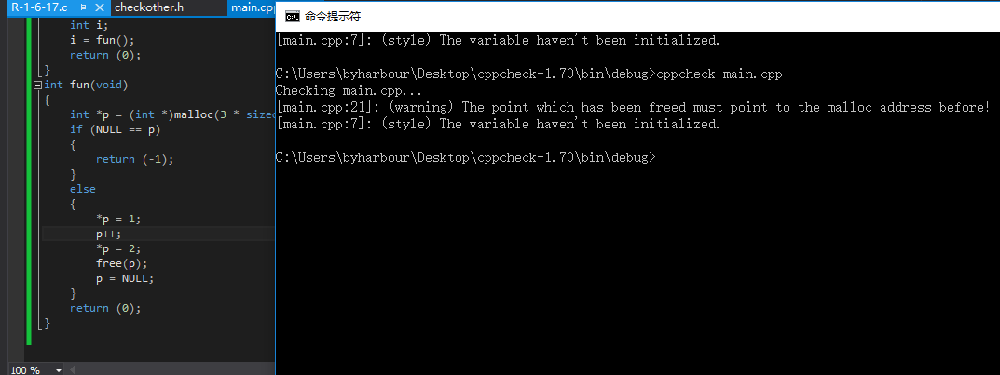 R-1-6-17.c
checkother.h
main.cp
int i;
i = fun();
return (0);
}
int fun(void)
{
int *p = (int *)malloc(3 * size
if (NULL == p)
{
return (-1);
}
else
{
*p = 1;
p++;
*p = 2;
free(p);
p = NULL;
}
return (0);
}
100 %
命令提示符
[main.cpp:7]: (style) The variable haven't been initialized.
C:\Users\byharbour\Desktop\cppcheck-1.70\bin\debug>cppcheck main.cpp
Checking main.cpp...
[main.cpp:21]: (warning) The point which has been freed must point to the malloc address before!
[main.cpp:7]: (style) The variable haven't been initialized.
C:\Users\byharbour\Desktop\cppcheck-1.70\bin\debug>